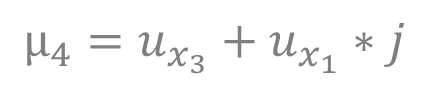 μ₄ = uₓ₃ + uₓ₁ * j